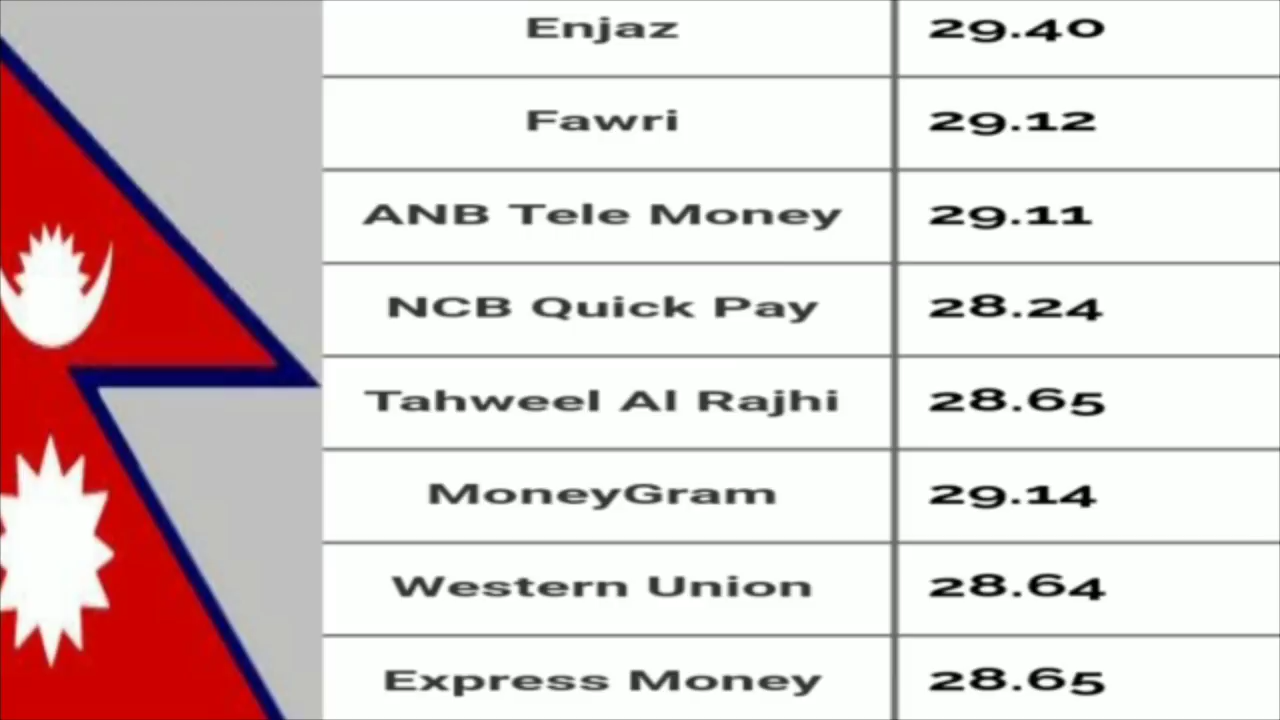 Enjaz 29.40
Fawri 29.12
ANB Tele Money 29.11
NCB Quick Pay 28.24
Tahweel Al Rajhi 28.65
MoneyGram 29.14
Western Union 28.64
Express Money 28.65